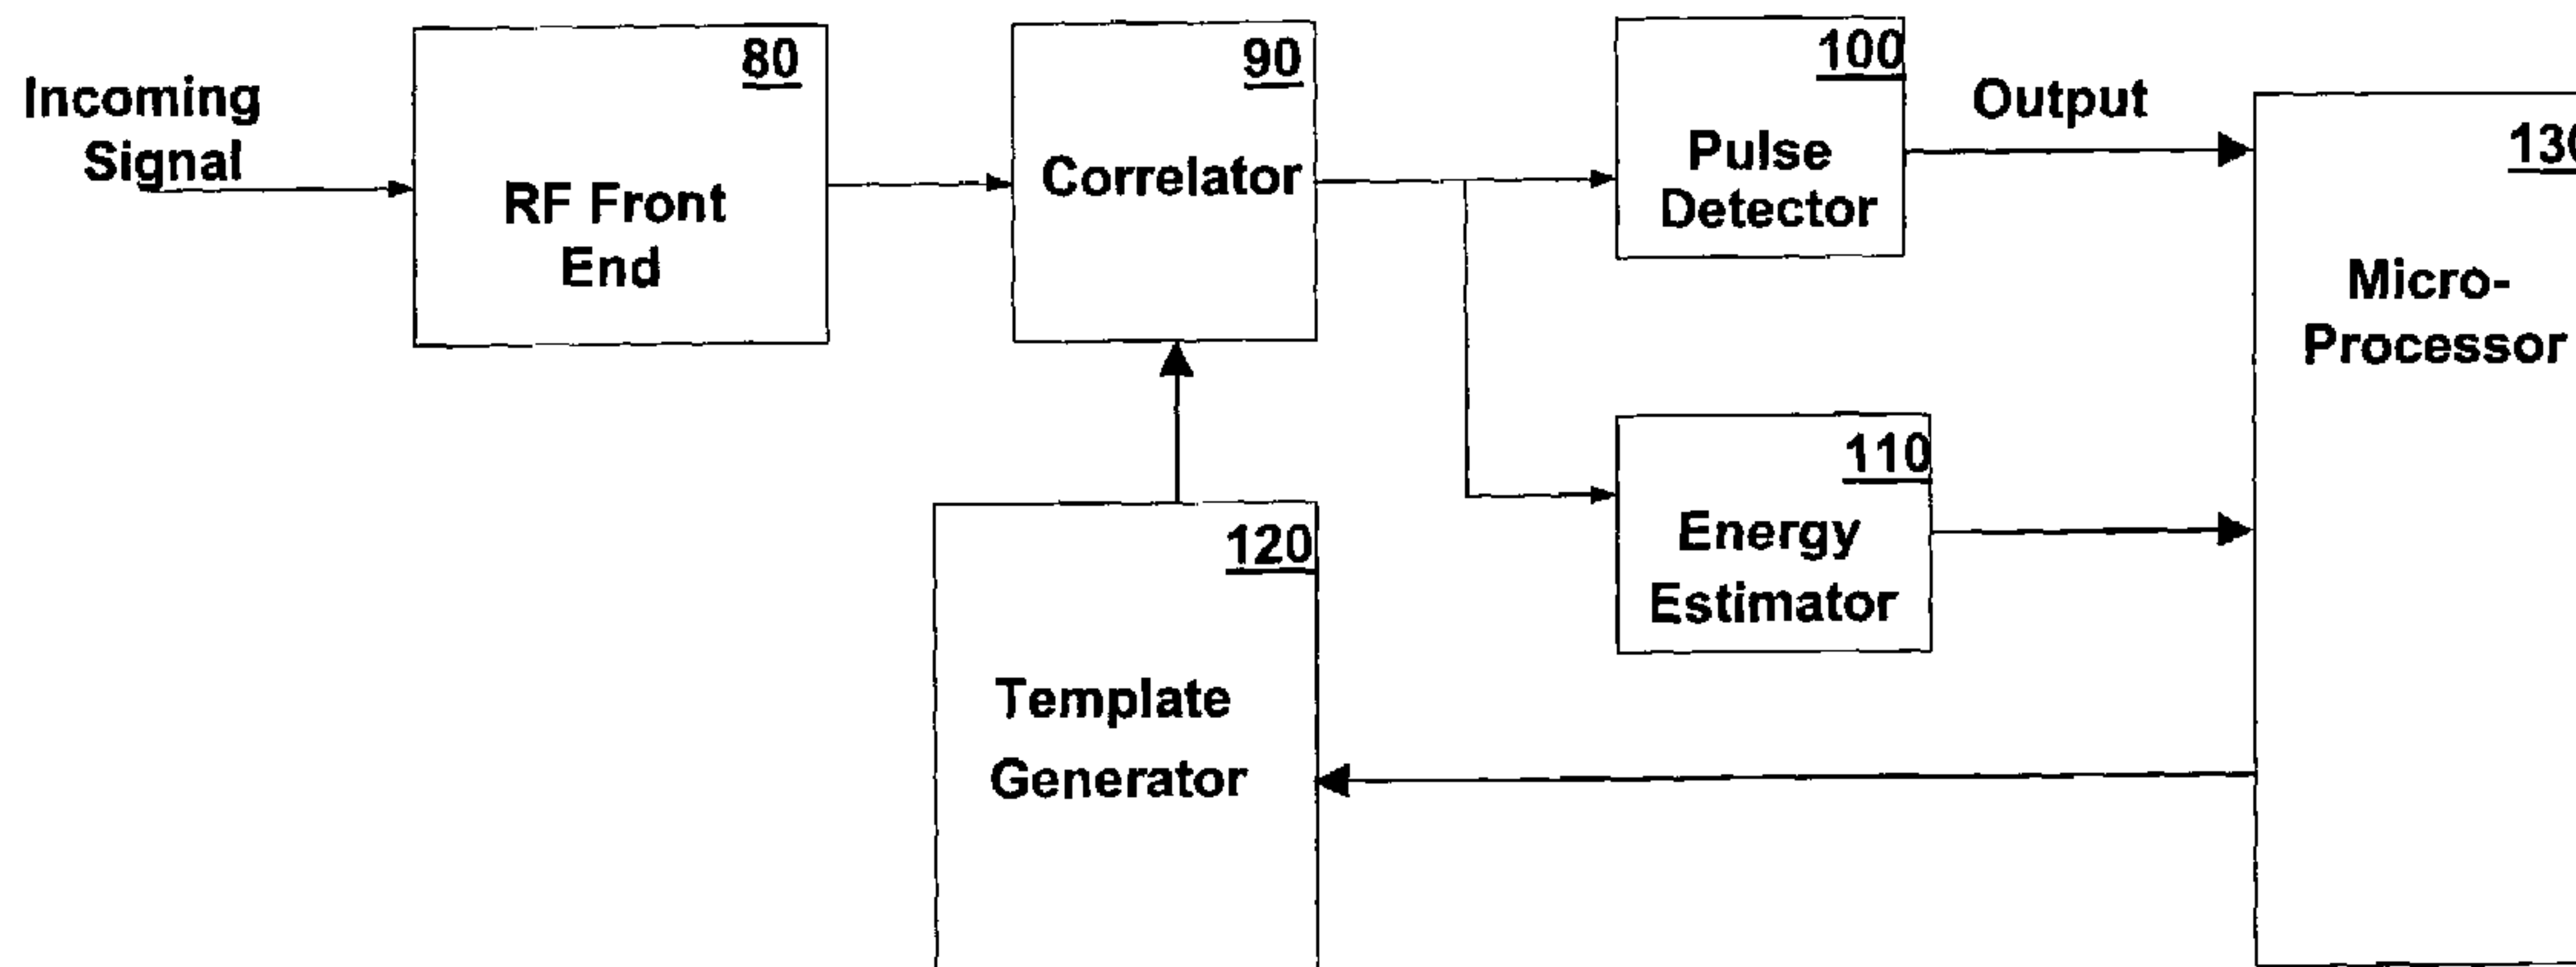 Incoming
Signal
80
RF Front
End
90
Correlator
100
Pulse
Detector
Output
130
Micro-
Processor
110
Energy
Estimator
120
Template
Generator